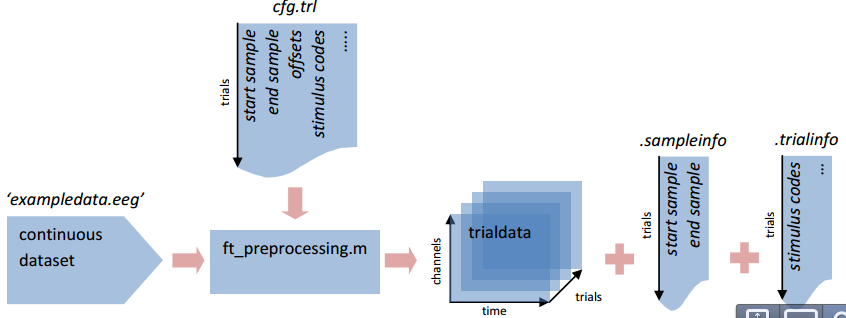 cfg.trl
trials
start sample
end sample
offsets
stimulus codes
.....
'exampledata.eeg'
continuous
dataset
ft_preprocessing.m
channels
trialdata
time
trials
.sampleinfo
trials
start sample
end sample
.trialinfo
trials
stimulus codes
...